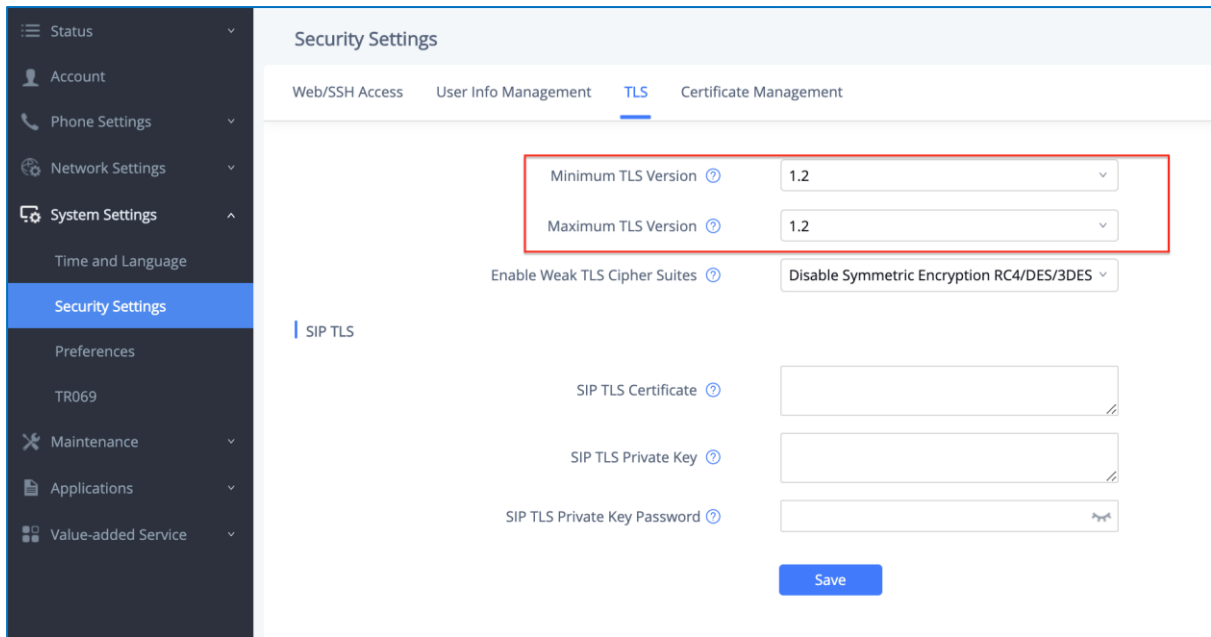 Status
Account
Phone Settings
Network Settings
System Settings
Time and Language
Security Settings
Preferences
TR069
Maintenance
Applications
Value-added Service
Security Settings
Web/SSH Access User Info Management TLS Certificate Management
Minimum TLS Version ? 1.2
Maximum TLS Version ? 1.2
Enable Weak TLS Cipher Suites ? Disable Symmetric Encryption RC4/DES/3DES
SIP TLS
SIP TLS Certificate ?
SIP TLS Private Key ?
SIP TLS Private Key Password ?
Save